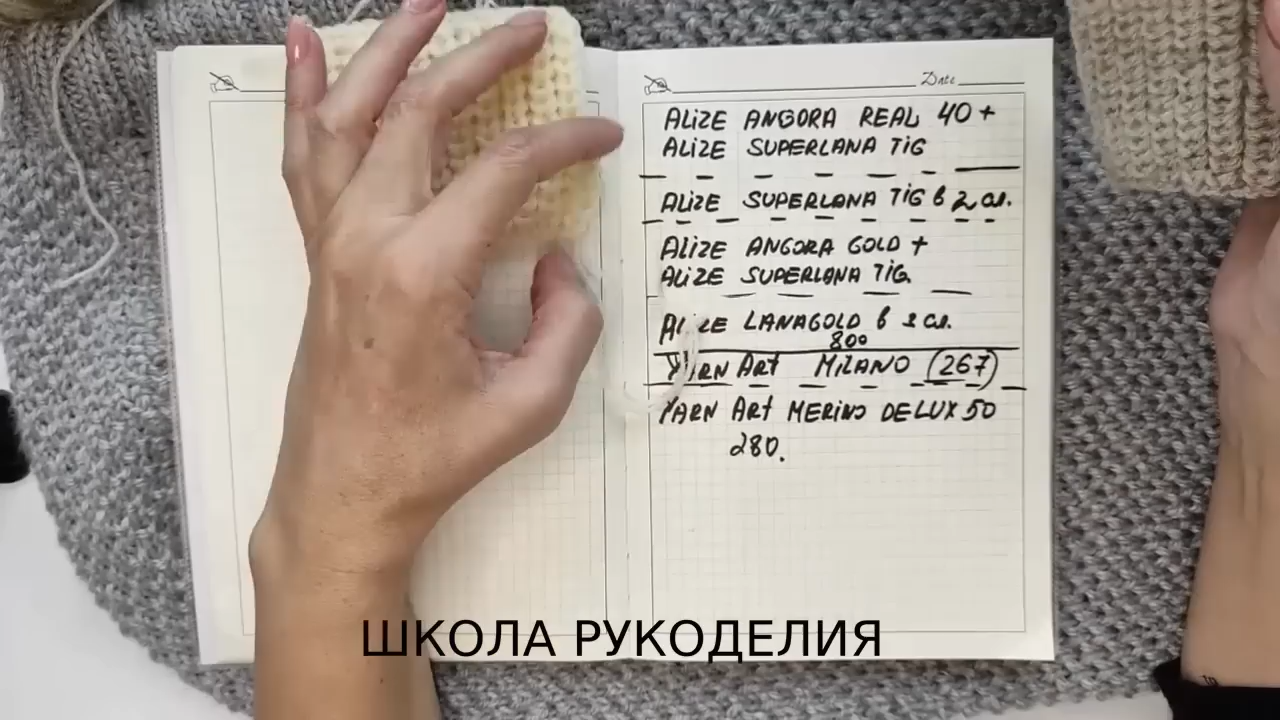 Date
ALIZE ANGORA REAL 40 +
ALIZE SUPERLANA TIG
ALIZE SUPERLANA TIG в 2 сл.
ALIZE ANGORA GOLD +
ALIZE SUPERLANA TIG.
ALIZE LANAGOLD в 2 сл.
800
YARN ART MILANO (267)
YARN ART MERINO DELUX 50
280.
ШКОЛА РУКОДЕЛИЯ